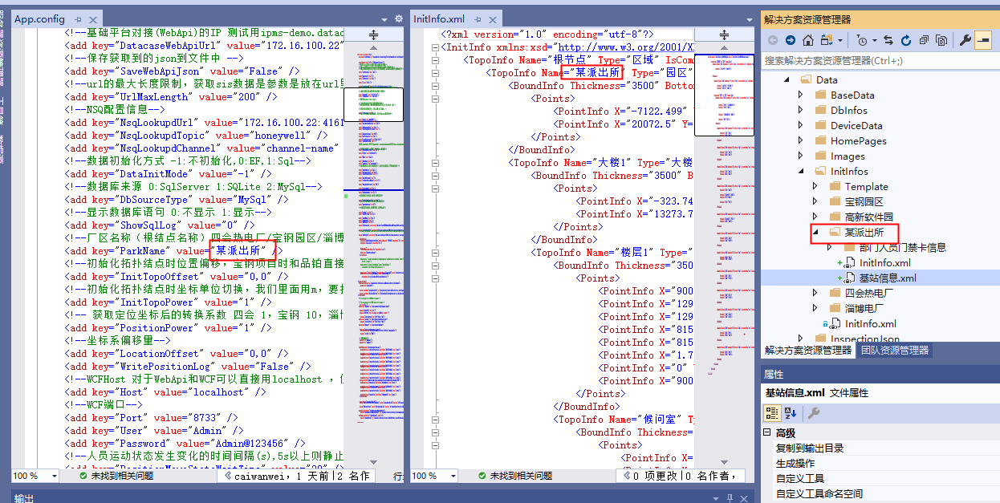 App.config
<!--基础平台对接(WebApi)的IP 测试用ipms-demo.datac
<add key="DatacaseWebApiUrl" value="172.16.100.22"
<!--保存获取到的json到文件中 -->
<add key="SaveWebApiJson" value="False" />
<!--url的最大长度限制，获取sis数据是参数是放在url里
<add key="UrlMaxLength" value="200" />
<!--NSQ配置信息-->
<add key="NsqLookupdUrl" value="172.16.100.22:4161
<add key="NsqLookupdTopic" value="honeywell" />
<add key="NsqLookupdChannel" value="channel-name"
<!--数据初始化方式 -1:不初始化,0:EF,1:Sql-->
<add key="DataInitMode" value="-1" />
<!--数据库来源 0:SqlServer 1:SQLite 2:MySql-->
<add key="DbSourceType" value="MySql" />
<!--显示数据库语句 0:不显示 1:显示-->
<add key="ShowSqlLog" value="0" />
<!--厂区名称（根结点名称）四会热电厂/宝钢园区/淄博
<add key="ParkName" value="某派出所" />
<!--初始化拓扑结点时位置偏移，宝钢项目时和品铂直接
<add key="InitTopoOffset" value="0,0" />
<!--初始化拓扑结点时坐标单位切换，我们里面用m，要
<add key="InitTopoPower" value="1" />
<!-- 获取定位坐标后的转换系数 四会 1，宝钢 10，淄
<add key="PositionPower" value="1" />
<!--坐标系偏移量-->
<add key="LocationOffset" value="0,0" />
<add key="WritePositionLog" value="False" />
<!--WCFHost 对于WebApi和WCF可以直接用localhost ，
<add key="Host" value="localhost" />
<!--WCF端口-->
<add key="Port" value="8733" />
<add key="User" value="Admin" />
<add key="Password" value="Admin@123456" />
<!--人员运动状态发生变化的时间间隔(s),5s以上则静止
100 %
未找到相关问题
caiwanwei，1 天前|2 名作
InitInfo.xml
<?xml version="1.0" encoding="utf-8"?>
<InitInfo xmlns:xsd="http://www.w3.org/2001/X
<TopoInfo Name="根节点" Type="区域" IsCom
<TopoInfo Name="某派出所" Type="园区"
<BoundInfo Thickness="3500" Bottom
<Points>
<PointInfo X="-7122.499"
<PointInfo X="20072.5" Y=
</Points>
</BoundInfo>
<TopoInfo Name="大楼1" Type="大楼
<BoundInfo Thickness="3500" B
<Points>
<PointInfo X="-323.74
<PointInfo X="13273.7
</Points>
</BoundInfo>
<TopoInfo Name="楼层1" Type="
<BoundInfo Thickness="350
<Points>
<PointInfo X="900
<PointInfo X="129
<PointInfo X="129
<PointInfo X="815
<PointInfo X="815
<PointInfo X="1.7
<PointInfo X="0"
<PointInfo X="900
</Points>
</BoundInfo>
<TopoInfo Name="候问室" T
<BoundInfo Thickness=
<Points>
<PointInfo X=
100 %
未找到相关问题
0 项更改|0 名作者，
解决方案资源管理器
搜索解决方案资源管理器(Ctrl+;)
Data
BaseData
DbInfos
DeviceData
HomePages
Images
InitInfos
Template
宝钢园区
高新软件园
某派出所
部门人员门禁卡信息
InitInfo.xml
基站信息.xml
四会热电厂
淄博电厂
InitInfo.xml
InspectionJson
解决方案资源管理器 团队资源管理器
属性
基站信息.xml 文件属性
高级
复制到输出目录
生成操作
自定义工具
自定义工具命名空间
输出